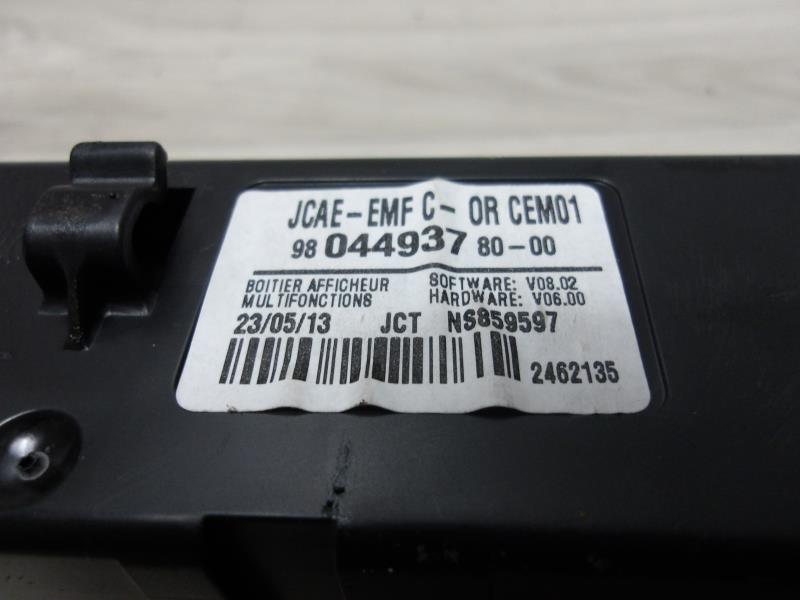 JCAE-EMF C- OR CEM01
98 044937 80-00
BOITIER AFFICHEUR SOFTWARE: V08.02
MULTIFONCTIONS HARDWARE: V06.00
23/05/13 JCT NS859597
2462135